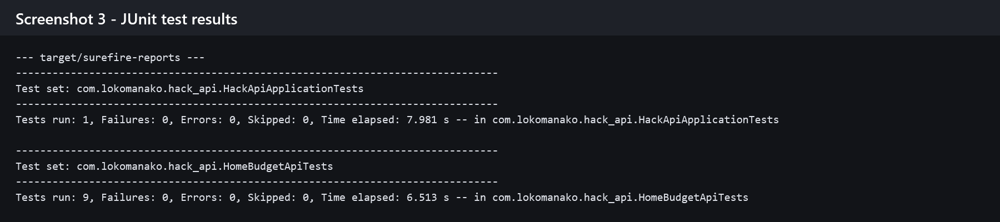 Screenshot 3 - JUnit test results
--- target/surefire-reports ---
-------------------------------------------------------------------------------
Test set: com.lokomanako.hack_api.HackApiApplicationTests
-------------------------------------------------------------------------------
Tests run: 1, Failures: 0, Errors: 0, Skipped: 0, Time elapsed: 7.981 s -- in com.lokomanako.hack_api.HackApiApplicationTests
-------------------------------------------------------------------------------
Test set: com.lokomanako.hack_api.HomeBudgetApiTests
-------------------------------------------------------------------------------
Tests run: 9, Failures: 0, Errors: 0, Skipped: 0, Time elapsed: 6.513 s -- in com.lokomanako.hack_api.HomeBudgetApiTests